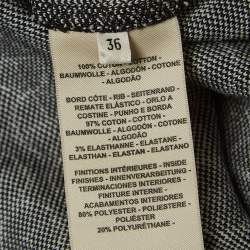 36
100% COTON - COTTON -
BAUMWOLLE - ALGODÓN - COTONE
- ALGODÃO
BORD CÔTE - RIB - SEITENRAND -
REMATE ELÁSTICO - ORLO A
COSTINE - PUNHO E BORDA
97% COTON - COTTON -
BAUMWOLLE - ALGODÓN - COTONE
- ALGODÃO
3% ELASTHANNE - ELASTANE -
ELASTHAN - ELASTAN - ELASTANO
FINITIONS INTÉRIEURES - INSIDE
FINISHES - INNENVERARBEITUNG -
TERMINACIONES INTERIORES -
FINITURE INTERNE -
ACABAMENTOS INTERIORES
80% POLYESTER - POLIESTERE -
POLIÉSTER
20% POLYURÉTHANE -